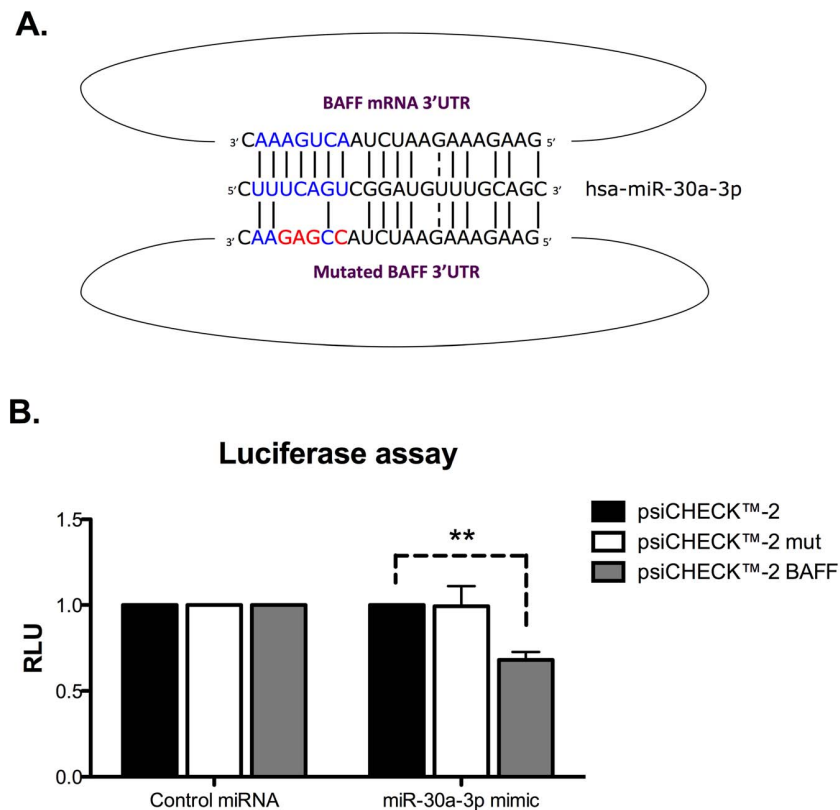 A.
BAFF mRNA 3'UTR
3' CAAAGUCAAUCUAAGAAAGAAG 5'
5' CUUUCAGUCGGAUGUUUGCAGC 3' hsa-miR-30a-3p
3' CAAGAGCCAUCUAAGAAAGAAG 5'
Mutated BAFF 3'UTR
B.
Luciferase assay
psiCHECK™-2
psiCHECK™-2 mut
psiCHECK™-2 BAFF
**
1.5
1.0
0.5
0.0
RLU
Control miRNA miR-30a-3p mimic